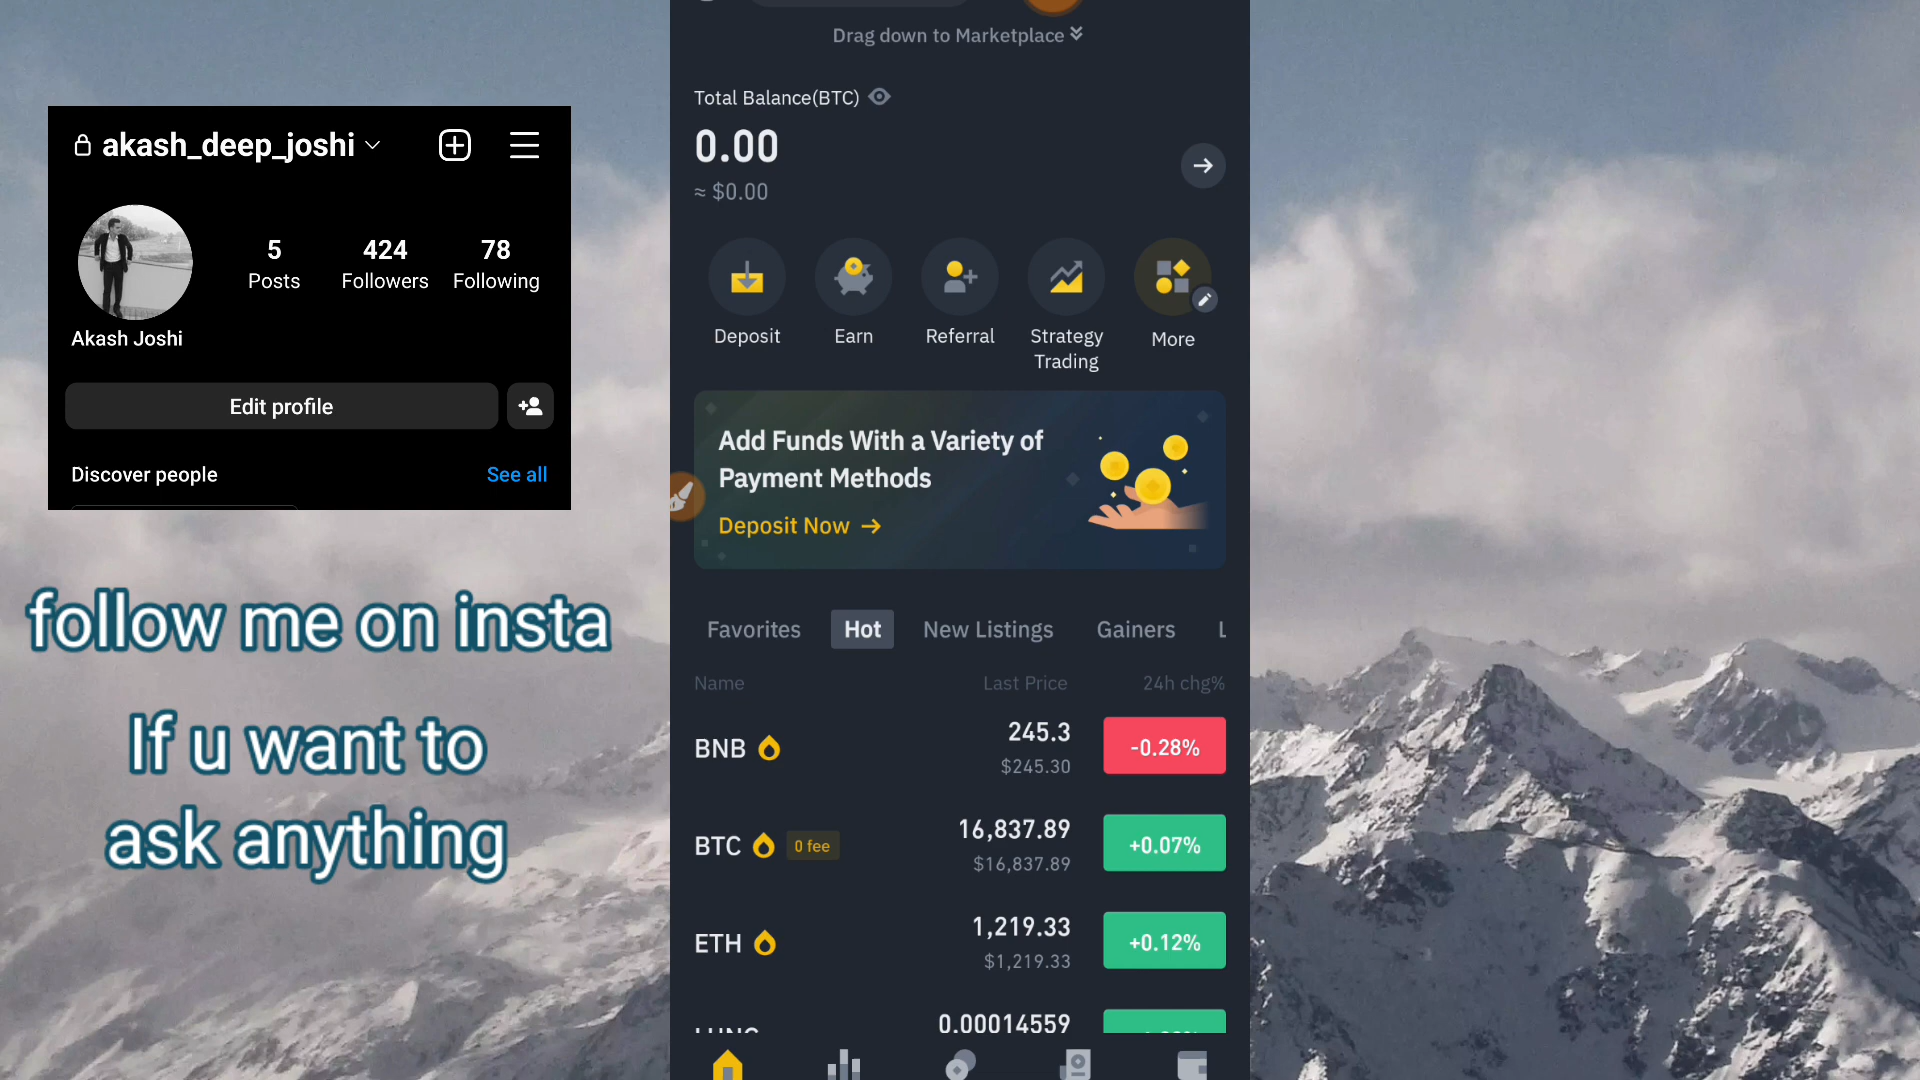 akash_deep_joshi
5
Posts
424
Followers
78
Following
Akash Joshi
Edit profile
Discover people
See all
follow me on insta
If u want to
ask anything
Drag down to Marketplace
Total Balance(BTC)
0.00
≈ $0.00
Deposit
Earn
Referral
Strategy
Trading
More
Add Funds With a Variety of
Payment Methods
Deposit Now →
Favorites
Hot
New Listings
Gainers
Name
Last Price
24h chg%
BNB
245.3
$245.30
-0.28%
BTC
0 fee
16,837.89
$16,837.89
+0.07%
ETH
1,219.33
$1,219.33
+0.12%
0.00014559